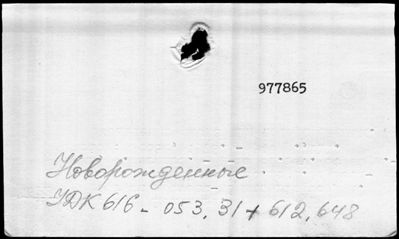 977865
Новорожденные
УДК 616-053.31+612.648